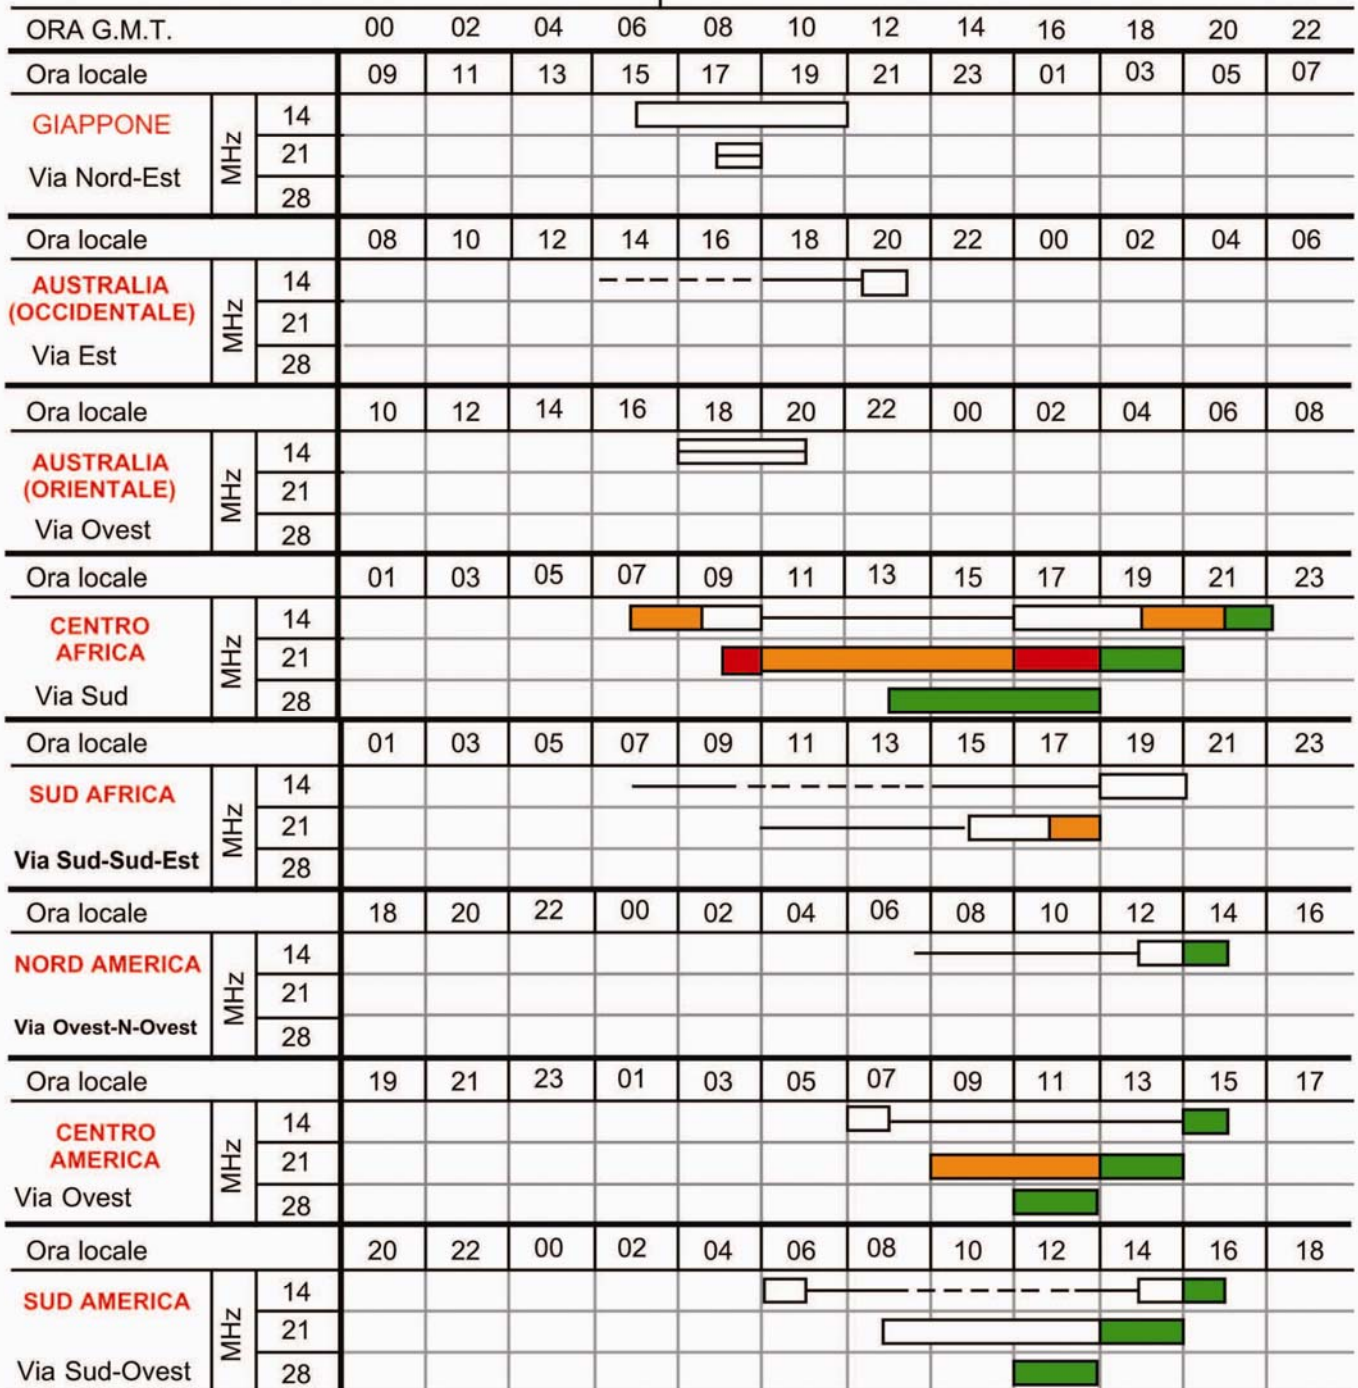 ORA G.M.T. 00 02 04 06 08 10 12 14 16 18 20 22
Ora locale 09 11 13 15 17 19 21 23 01 03 05 07
GIAPPONE
Via Nord-Est
MHz
14
21
28
Ora locale 08 10 12 14 16 18 20 22 00 02 04 06
AUSTRALIA
(OCCIDENTALE)
Via Est
MHz
14
21
28
Ora locale 10 12 14 16 18 20 22 00 02 04 06 08
AUSTRALIA
(ORIENTALE)
Via Ovest
MHz
14
21
28
Ora locale 01 03 05 07 09 11 13 15 17 19 21 23
CENTRO
AFRICA
Via Sud
MHz
14
21
28
Ora locale 01 03 05 07 09 11 13 15 17 19 21 23
SUD AFRICA
Via Sud-Sud-Est
MHz
14
21
28
Ora locale 18 20 22 00 02 04 06 08 10 12 14 16
NORD AMERICA
Via Ovest-N-Ovest
MHz
14
21
28
Ora locale 19 21 23 01 03 05 07 09 11 13 15 17
CENTRO
AMERICA
Via Ovest
MHz
14
21
28
Ora locale 20 22 00 02 04 06 08 10 12 14 16 18
SUD AMERICA
Via Sud-Ovest
MHz
14
21
28